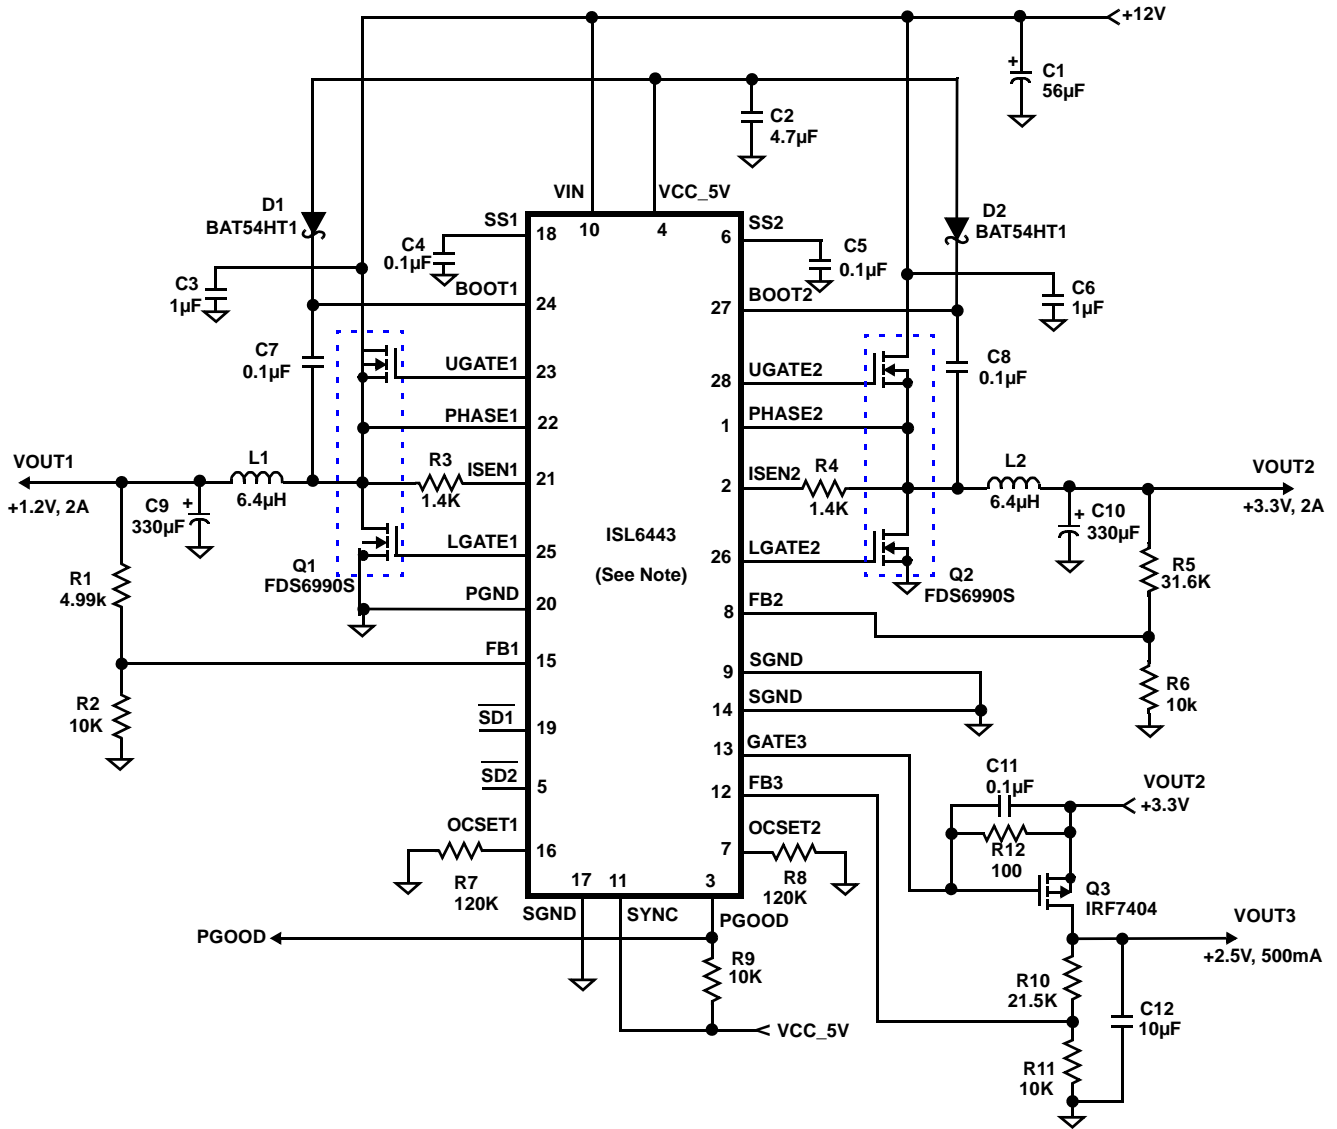 +12V
C1
56µF
C2
4.7µF
VIN
VCC_5V
D1
BAT54HT1
D2
BAT54HT1
SS1
18
10
4
6
SS2
C4
0.1µF
C5
0.1µF
C3
1µF
C6
1µF
BOOT1
24
27
BOOT2
C7
0.1µF
C8
0.1µF
UGATE1
23
28
UGATE2
PHASE1
22
1
PHASE2
VOUT1
+1.2V, 2A
L1
6.4µH
R3
1.4K
ISEN1
21
2
ISEN2
R4
1.4K
L2
6.4µH
VOUT2
+3.3V, 2A
C9
+
330µF
+
C10
330µF
+
ISL6443
(See Note)
LGATE1
25
26
LGATE2
Q1
FDS6990S
Q2
FDS6990S
R1
4.99k
R5
31.6K
PGND
20
8
FB2
FB1
15
9
SGND
14
SGND
R2
10K
R6
10k
SD1
19
13
GATE3
SD2
5
12
FB3
C11
0.1µF
VOUT2
+3.3V
OCSET1
16
7
OCSET2
R7
120K
R8
120K
R12
100
Q3
IRF7404
17
11
3
SGND
SYNC
PGOOD
PGOOD
R9
10K
VCC_5V
VOUT3
+2.5V, 500mA
R10
21.5K
C12
10µF
R11
10K